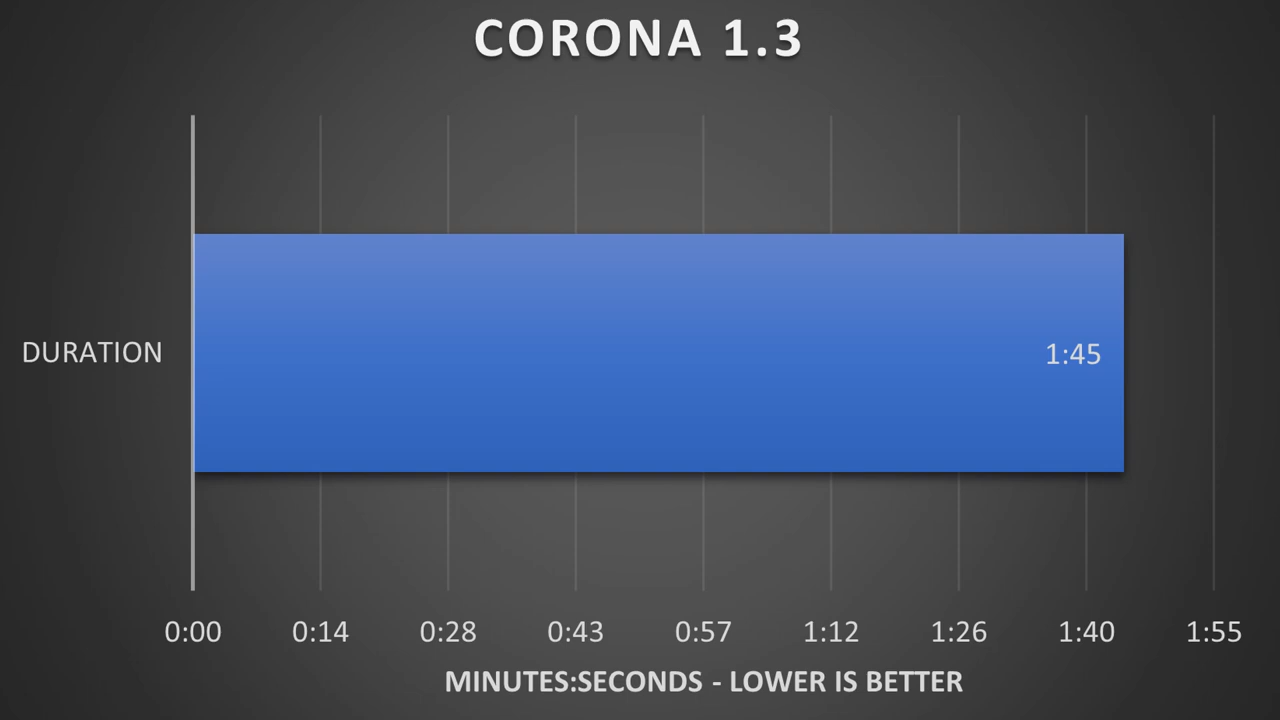 CORONA 1.3
DURATION
1:45
0:00 0:14 0:28 0:43 0:57 1:12 1:26 1:40 1:55
MINUTES:SECONDS - LOWER IS BETTER